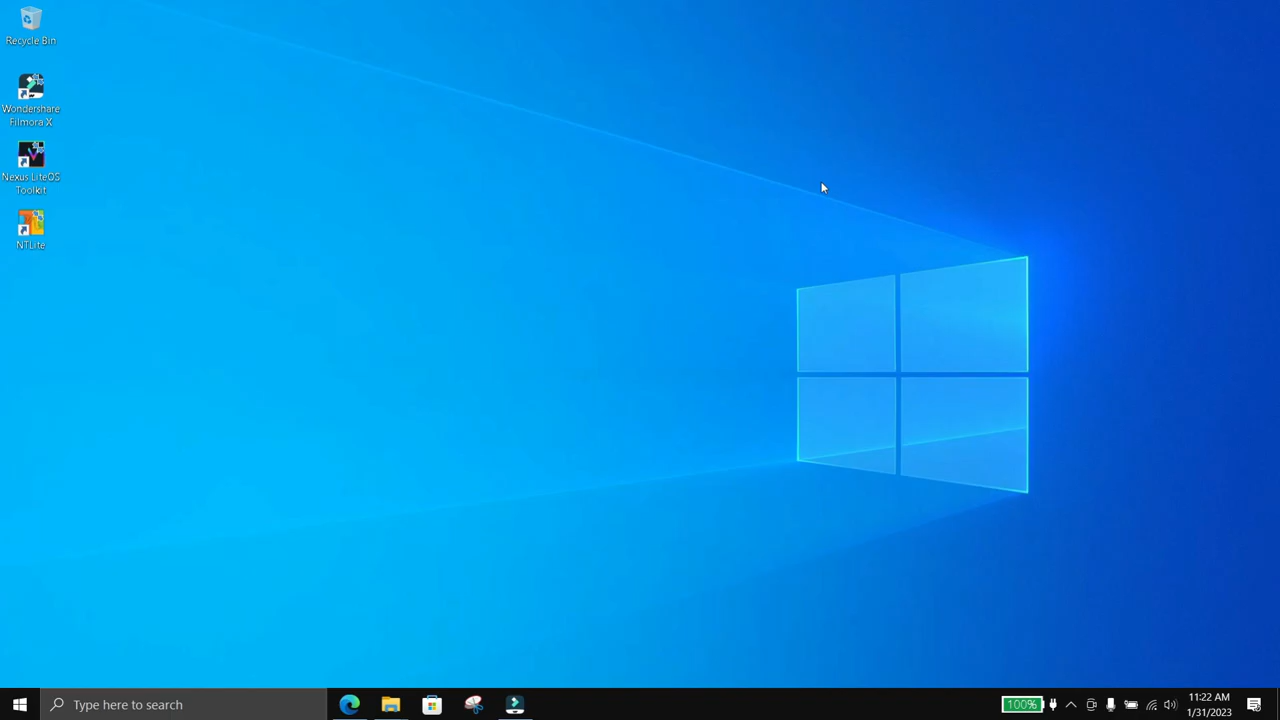 Recycle Bin
Wondershare
Filmora X
Nexus LiteOS
Toolkit
NTLite
Type here to search
100%
11:22 AM
1/31/2023